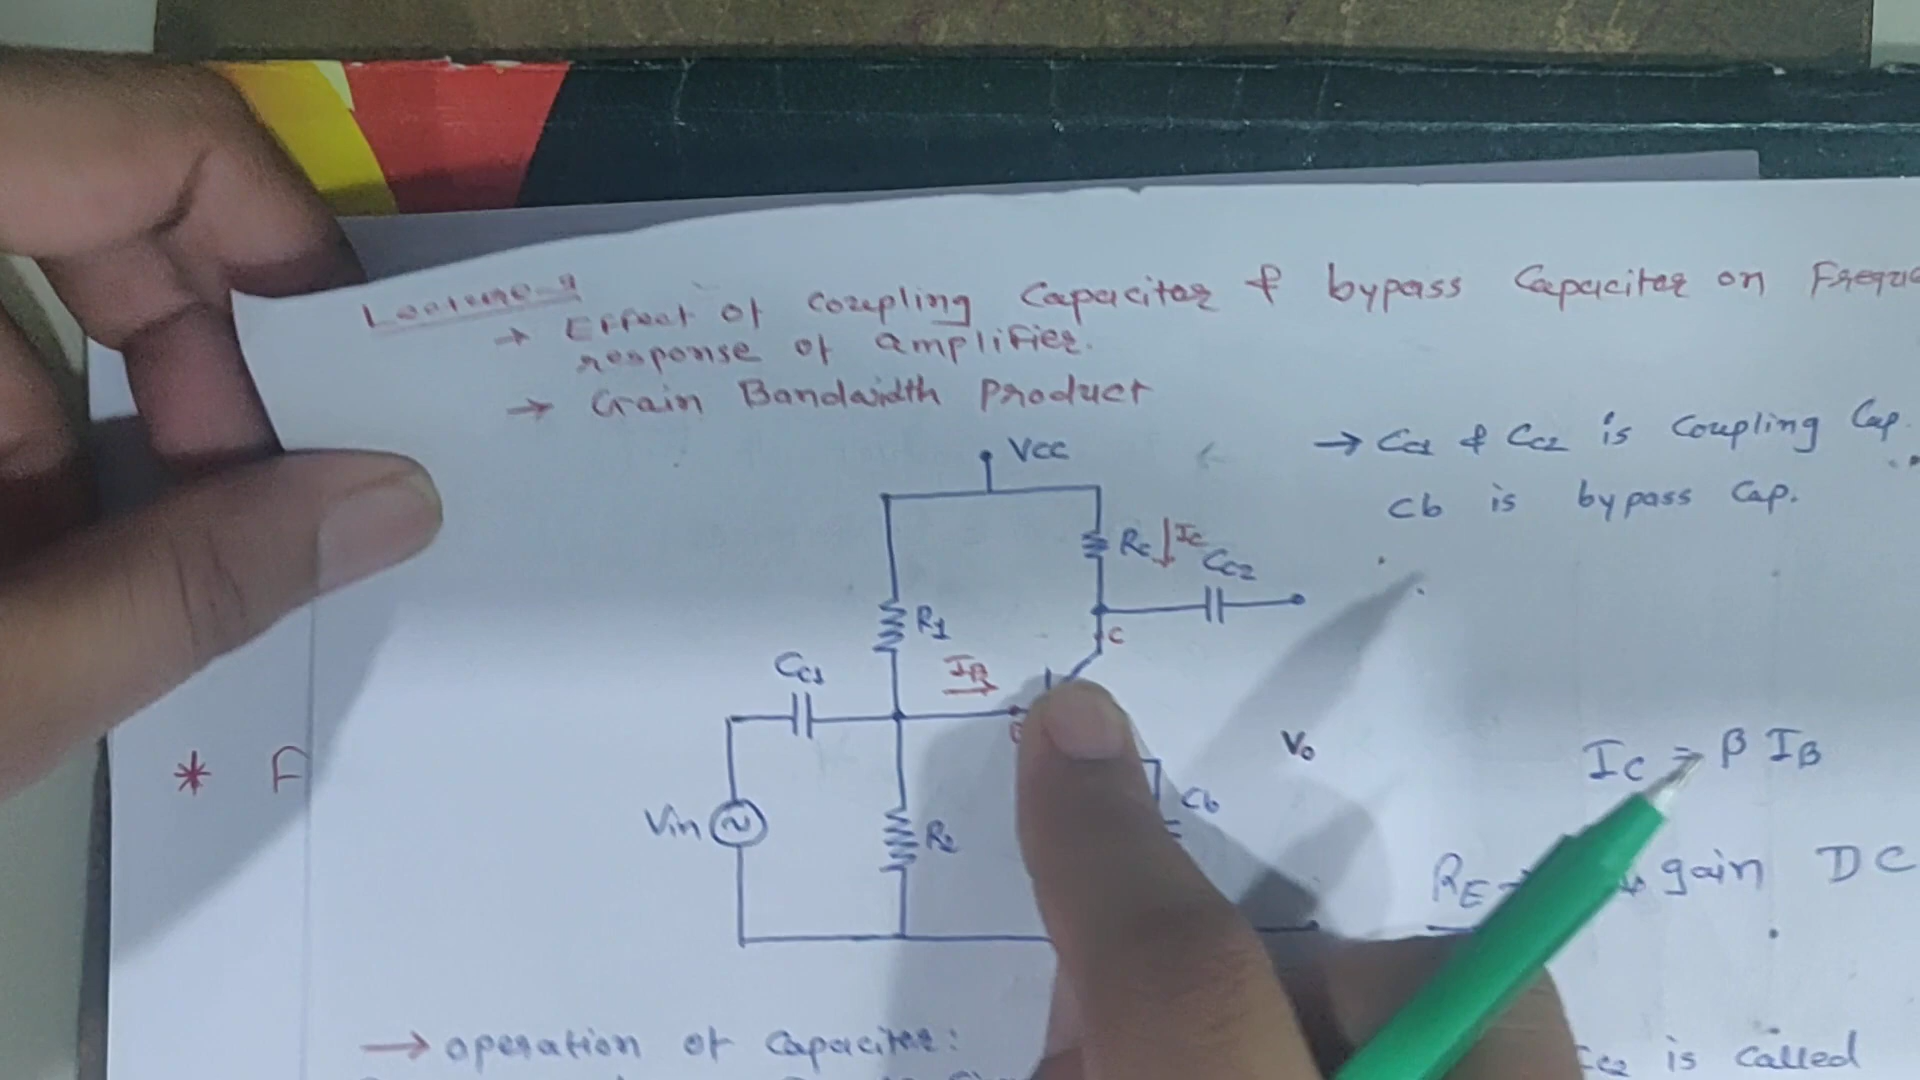 Lecture-9
→ Effect of Coupling Capacitor & bypass Capacitor on
response of amplifier.
→ Gain Bandwidth Product
Vcc
→ Cc1 & Cc2 is Coupling Cap.
Cb is bypass Cap.
Rc Ic
Cc2
R1
C
Cc1
IB
* F
Vo
IC = β IB
Vin
Cb
R2
RE → gain DC
→ operation of Capacitor:
Cc2 is called